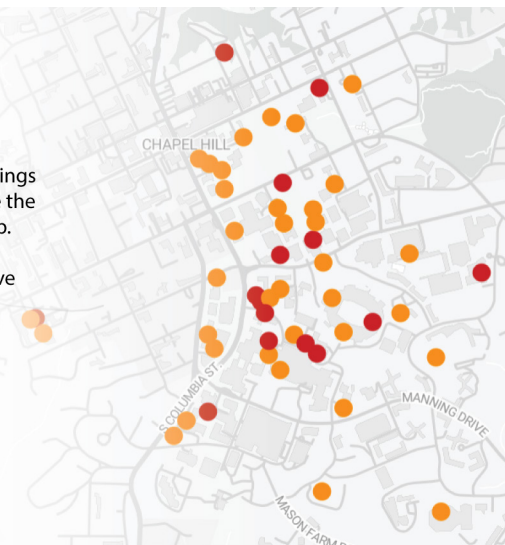 CHAPEL HILL
ings
the
ve
S COLUMBIA ST.
MANNING DRIVE
MASON FARM